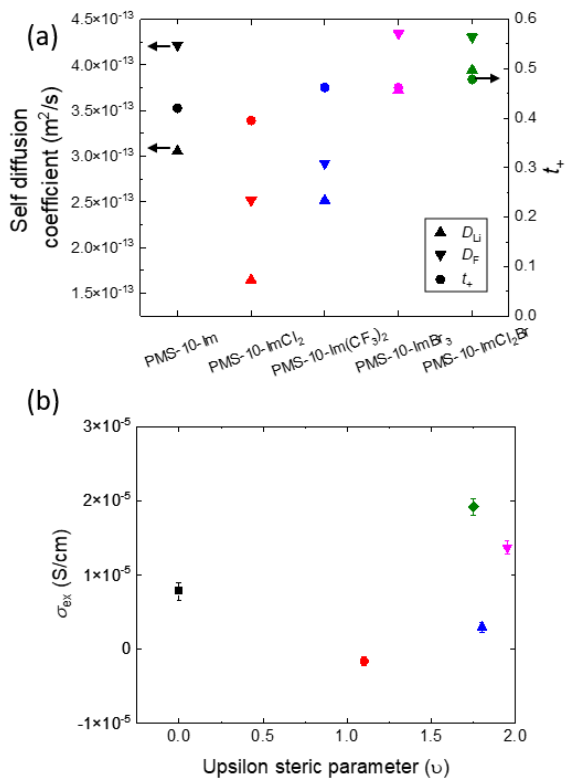 (a)
4.5×10⁻¹³
4.0×10⁻¹³
3.5×10⁻¹³
3.0×10⁻¹³
2.5×10⁻¹³
1.5×10⁻¹³
1.5×10⁻¹³
Self diffusion
coefficient (m²/s)
0.6
0.5
0.4
0.3
0.2
0.1
0.0
t₊
D_Li
D_F
t₊
PMS-10-Im
PMS-10-ImCl₂
PMS-10-Im(CF₃)₂
PMS-10-ImBr₃
PMS-10-ImCl₂Br
(b)
3×10⁻⁵
2×10⁻⁵
1×10⁻⁵
0
-1×10⁻⁵
σ_ex (S/cm)
0.0
0.5
1.0
1.5
2.0
Upsilon steric parameter (υ)